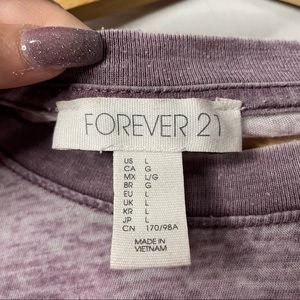 FOREVER 21
US L
CA G
MX L/G
BR G
EU L
UK L
KR L
JP L
CN 170/98A
MADE IN
VIETNAM